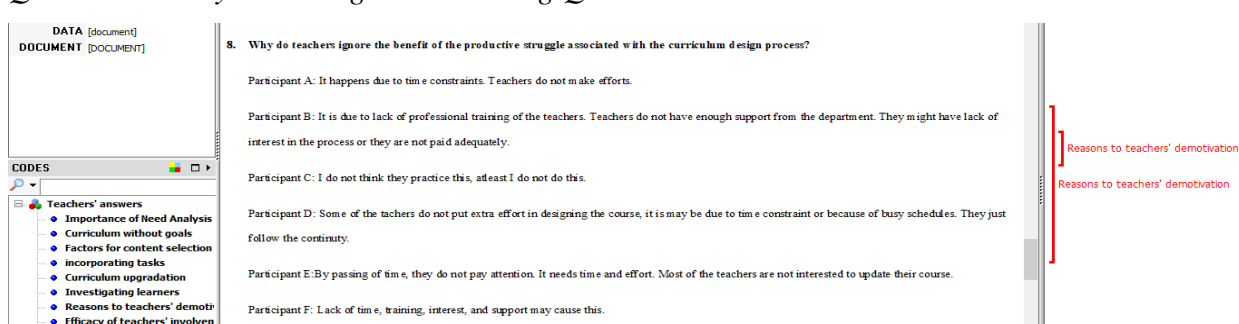 DATA [document]
DOCUMENT [DOCUMENT]
8. Why do teachers ignore the benefit of the productive struggle associated with the curriculum design process?
Participant A: It happens due to time constraints. Teachers do not make efforts.
Participant B: It is due to lack of professional training of the teachers. Teachers do not have enough support from the department. They might have lack of
interest in the process or they are not paid adequately.
Participant C: I do not think they practice this, atleast I do not do this.
Participant D: Some of the tachers do not put extra effort in designing the course, it is may be due to time constraint or because of busy schedules. They just
follow the continuty.
Participant E:By passing of time, they do not pay attention. It needs time and effort. Most of the teachers are not interested to update their course.
Participant F: Lack of time, training, interest, and support may cause this.
Reasons to teachers' demotivation
Reasons to teachers' demotivation
CODES
Teachers' answers
Importance of Need Analysis
Curriculum without goals
Factors for content selection
incorporating tasks
Curriculum upgradation
Investigating learners
Reasons to teachers' demotiv
Efficacy of teachers' involven